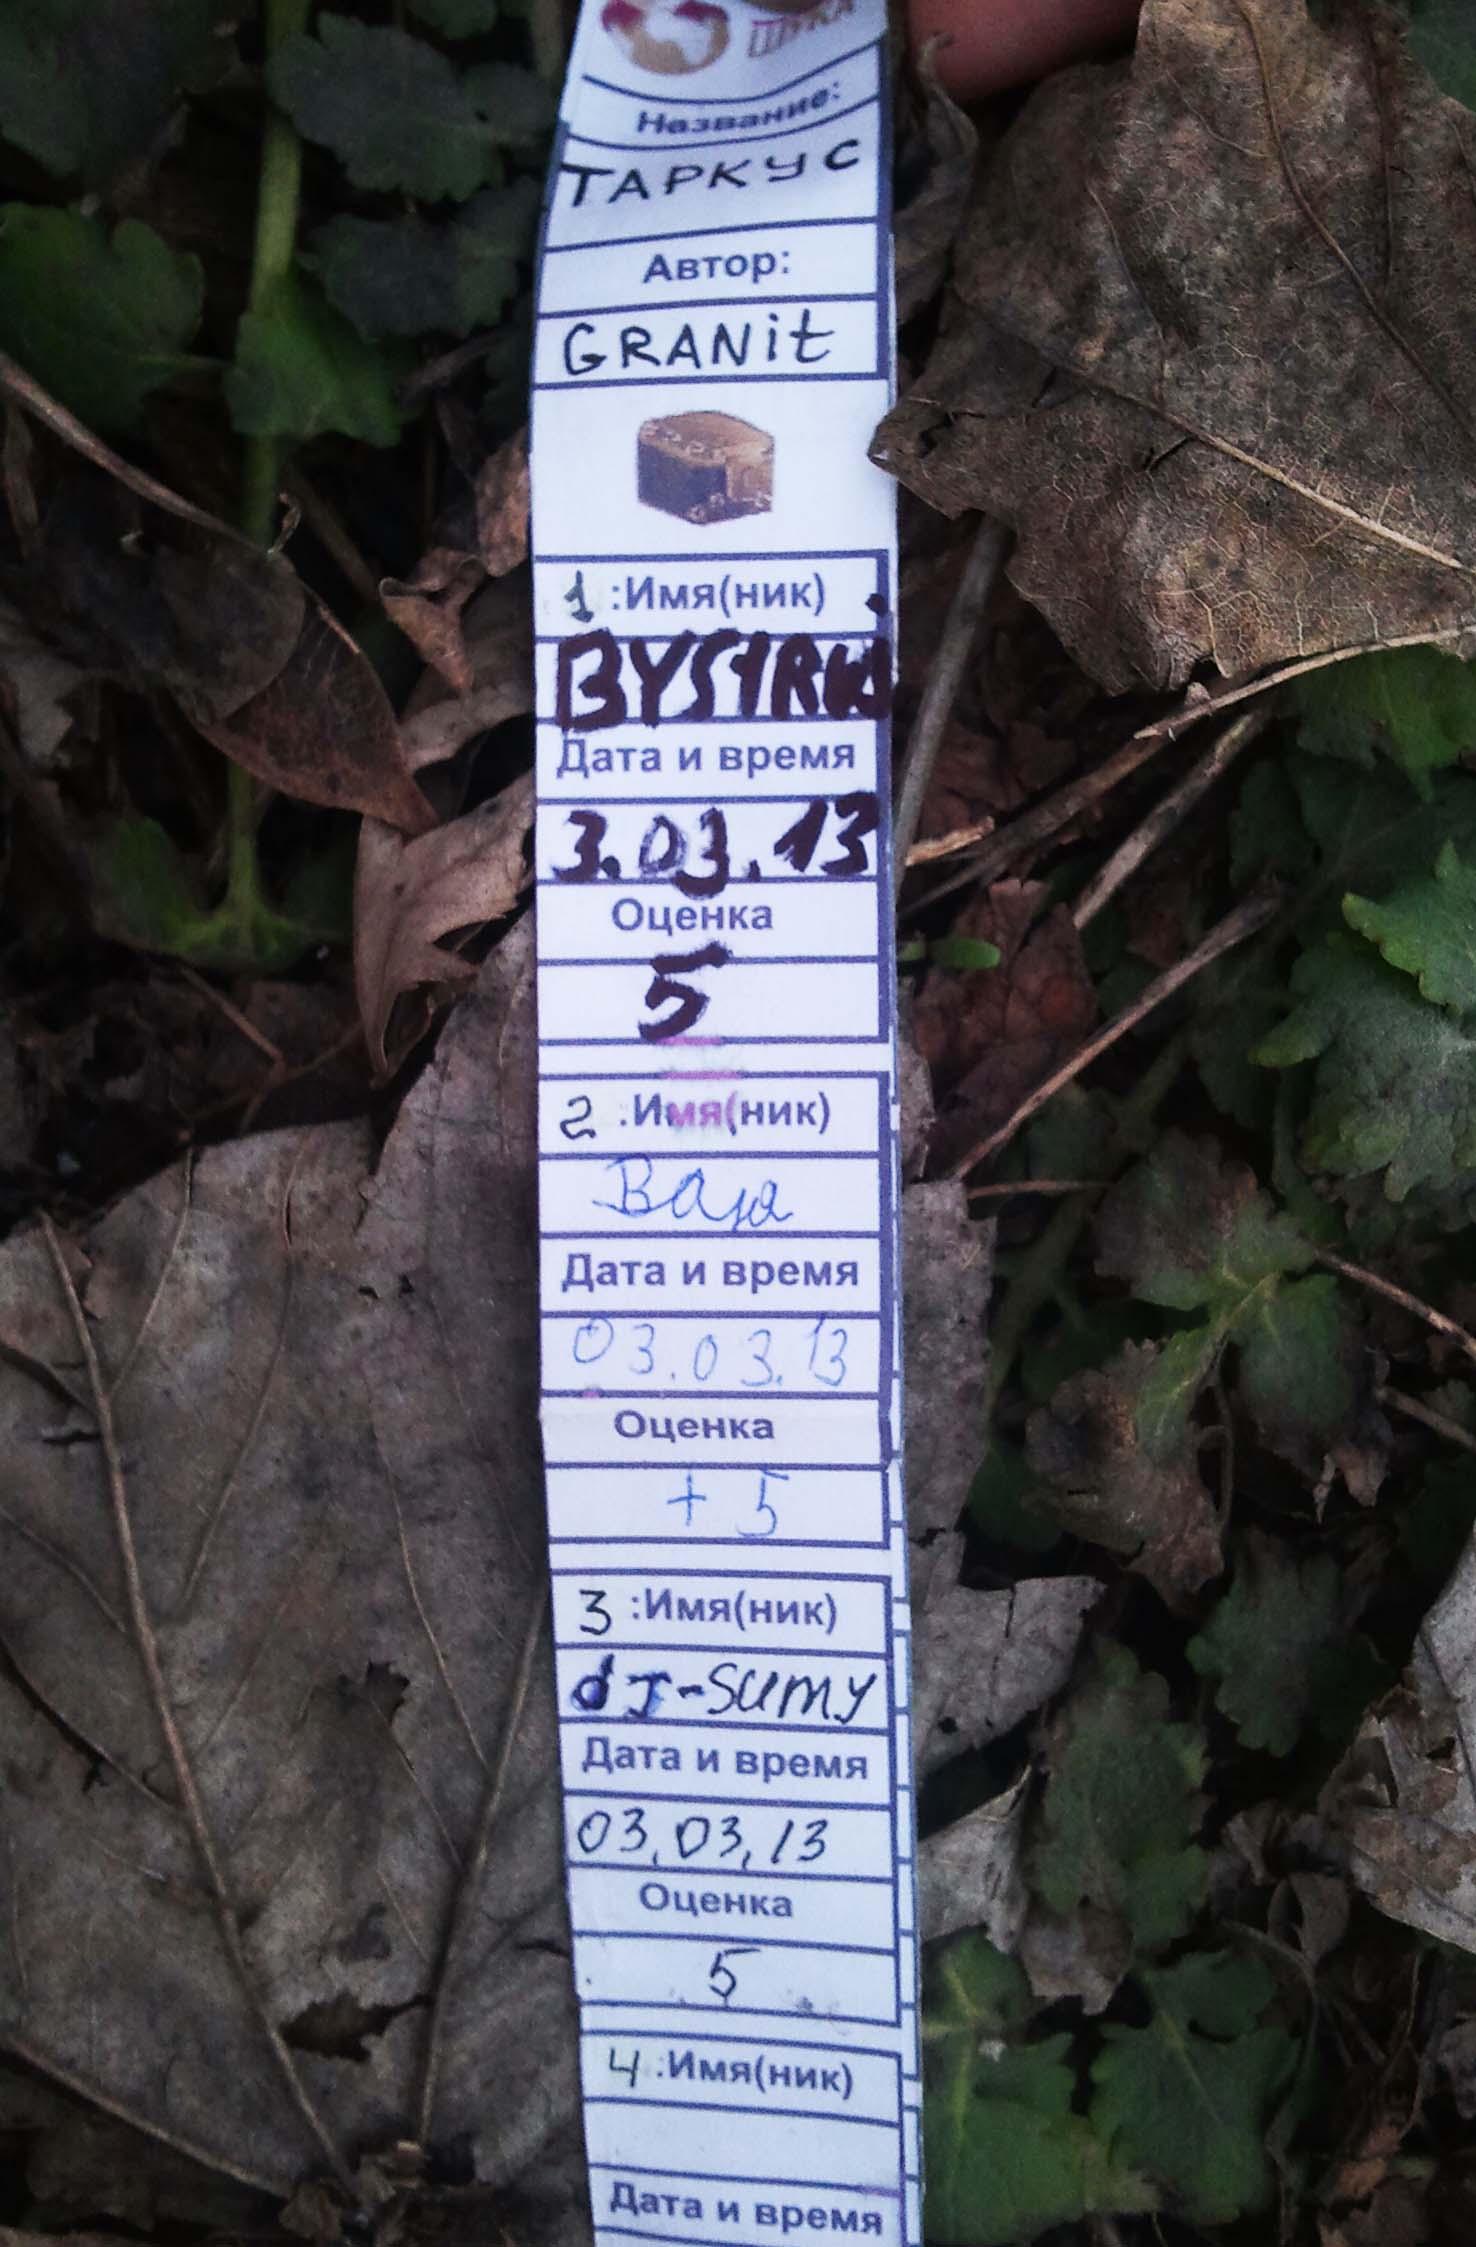 Название:
ТАРКУС
Автор:
GRANit
1 :Имя(ник)
Дата и время
3.03.13
Оценка
5
2 :Имя(ник)
Дата и время
03.03.13
Оценка
+5
3 :Имя(ник)
dJ-Sumy
Дата и время
03.03.13
Оценка
5
4 :Имя(ник)
Дата и время